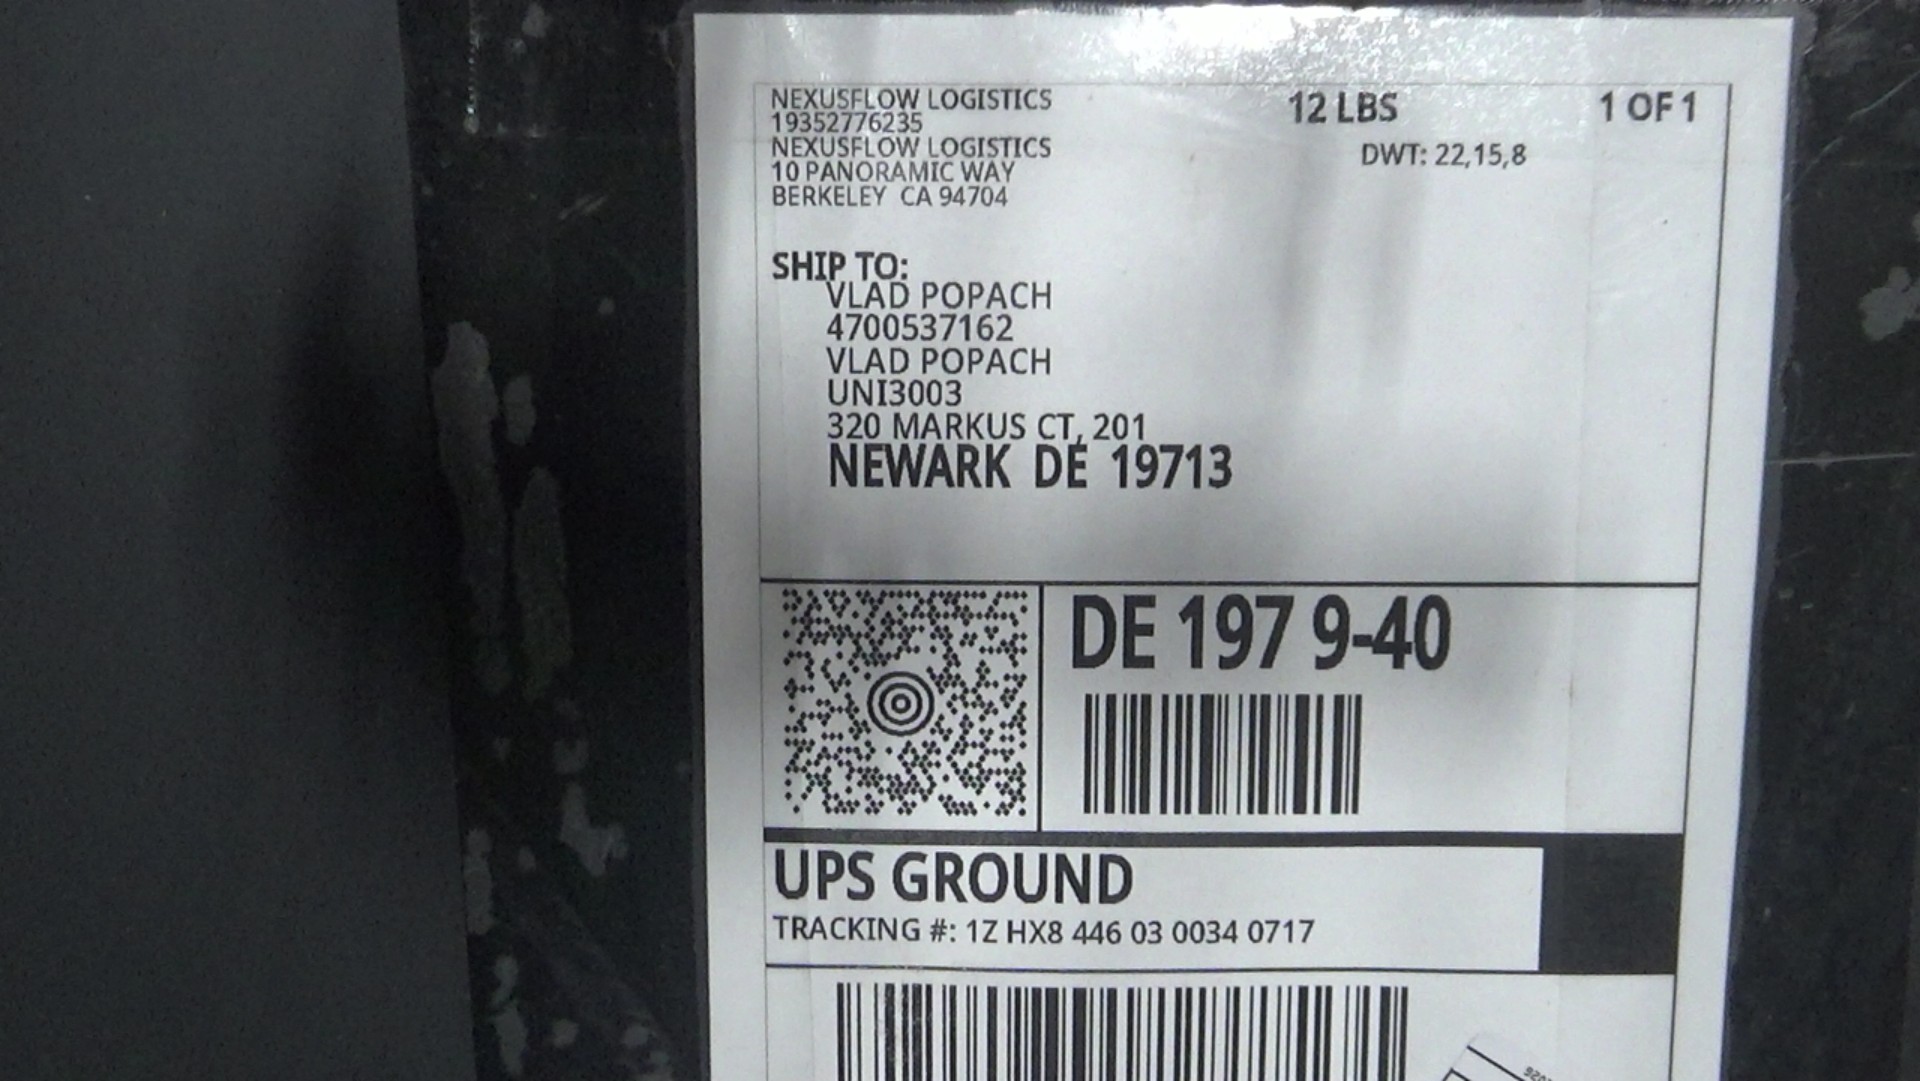 NEXUSFLOW LOGISTICS
19352776235
NEXUSFLOW LOGISTICS
10 PANORAMIC WAY
BERKELEY CA 94704
12 LBS
1 OF 1
DWT: 22,15,8
SHIP TO:
VLAD POPACH
4700537162
VLAD POPACH
UNI3003
320 MARKUS CT, 201
NEWARK DE 19713
DE 197 9-40
UPS GROUND
TRACKING #: 1Z HX8 446 03 0034 0717